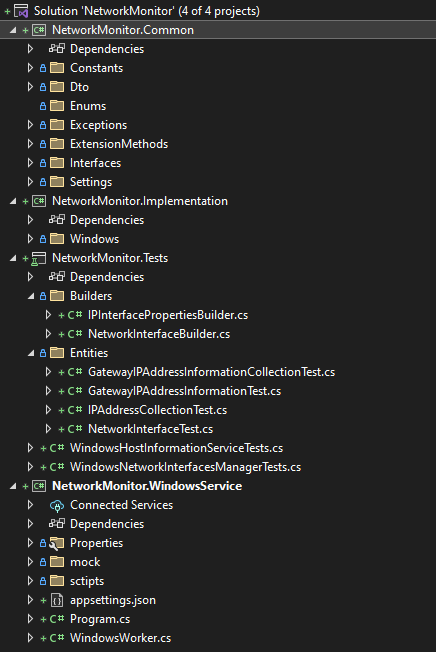 Solution 'NetworkMonitor' (4 of 4 projects)
NetworkMonitor.Common
Dependencies
Constants
Dto
Enums
Exceptions
ExtensionMethods
Interfaces
Settings
NetworkMonitor.Implementation
Dependencies
Windows
NetworkMonitor.Tests
Dependencies
Builders
C# IPInterfacePropertiesBuilder.cs
C# NetworkInterfaceBuilder.cs
Entities
C# GatewayIPAddressInformationCollectionTest.cs
C# GatewayIPAddressInformationTest.cs
C# IPAddressCollectionTest.cs
C# NetworkInterfaceTest.cs
C# WindowsHostInformationServiceTests.cs
C# WindowsNetworkInterfacesManagerTests.cs
NetworkMonitor.WindowsService
Connected Services
Dependencies
Properties
mock
sctipts
appsettings.json
C# Program.cs
C# WindowsWorker.cs